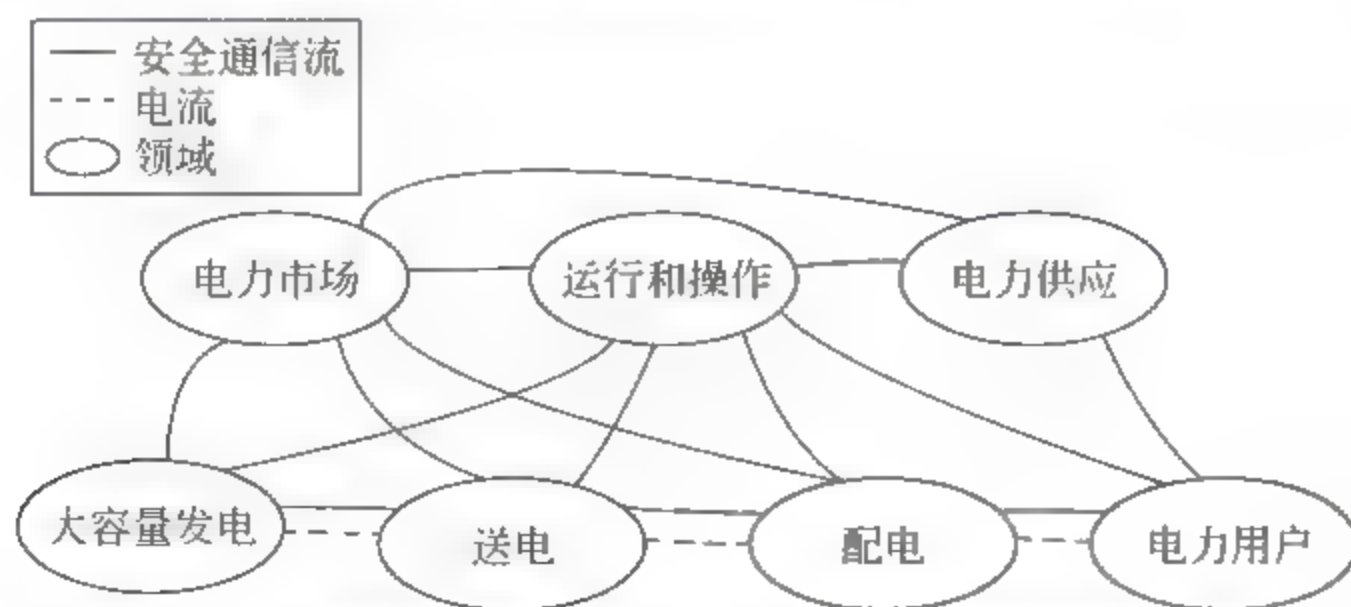 安全通信流
电流
领域
电力市场
运行和操作
电力供应
大容量发电
送电
配电
电力用户